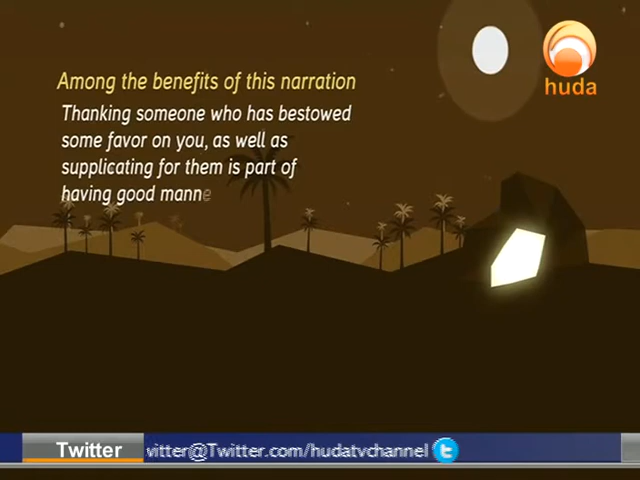 Among the benefits of this narration
Thanking someone who has bestowed
some favor on you, as well as
supplicating for them is part of
having good manne
huda
Twitter
vitter@Twitter.com/hudatvchannel